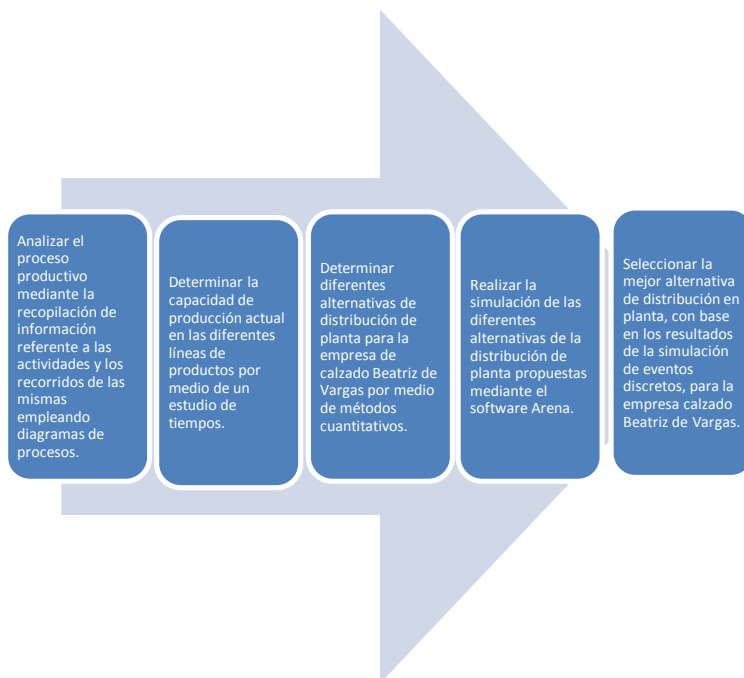 Analizar el
proceso
productivo
mediante la
recopilación de
información
referente a las
actividades y los
recorridos de las
mismas
empleando
diagramas de
procesos.
Determinar la
capacidad de
producción actual
en las diferentes
líneas de
productos por
medio de un
estudio de
tiempos.
Determinar
diferentes
alternativas de
distribución de
planta para la
empresa de
calzado Beatriz de
Vargas por medio
de métodos
cuantitativos.
Realizar la
simulación de las
diferentes
alternativas de la
distribución de
planta propuestas
mediante el
software Arena.
Seleccionar la
mejor alternativa
de distribución en
planta, con base
en los resultados
de la simulación
de eventos
discretos, para la
empresa calzado
Beatriz de Vargas.